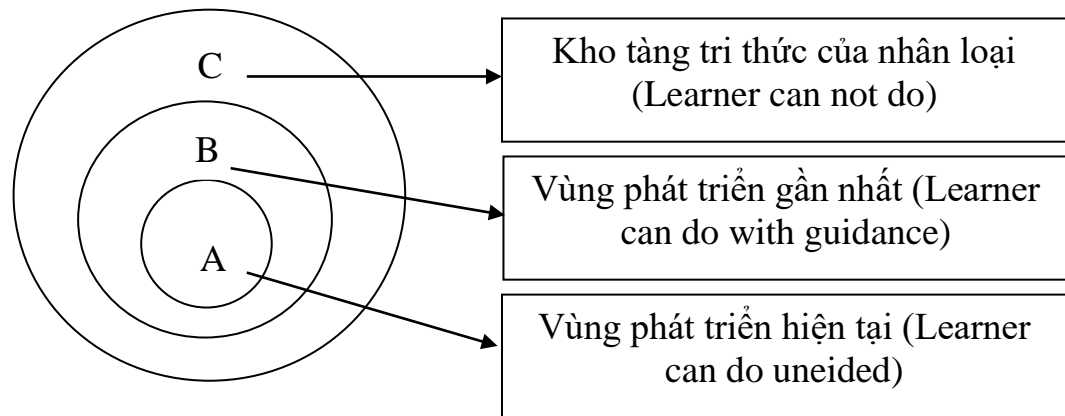 C
Kho tàng tri thức của nhân loại
(Learner can not do)
B
Vùng phát triển gần nhất (Learner
can do with guidance)
A
Vùng phát triển hiện tại (Learner
can do uneided)